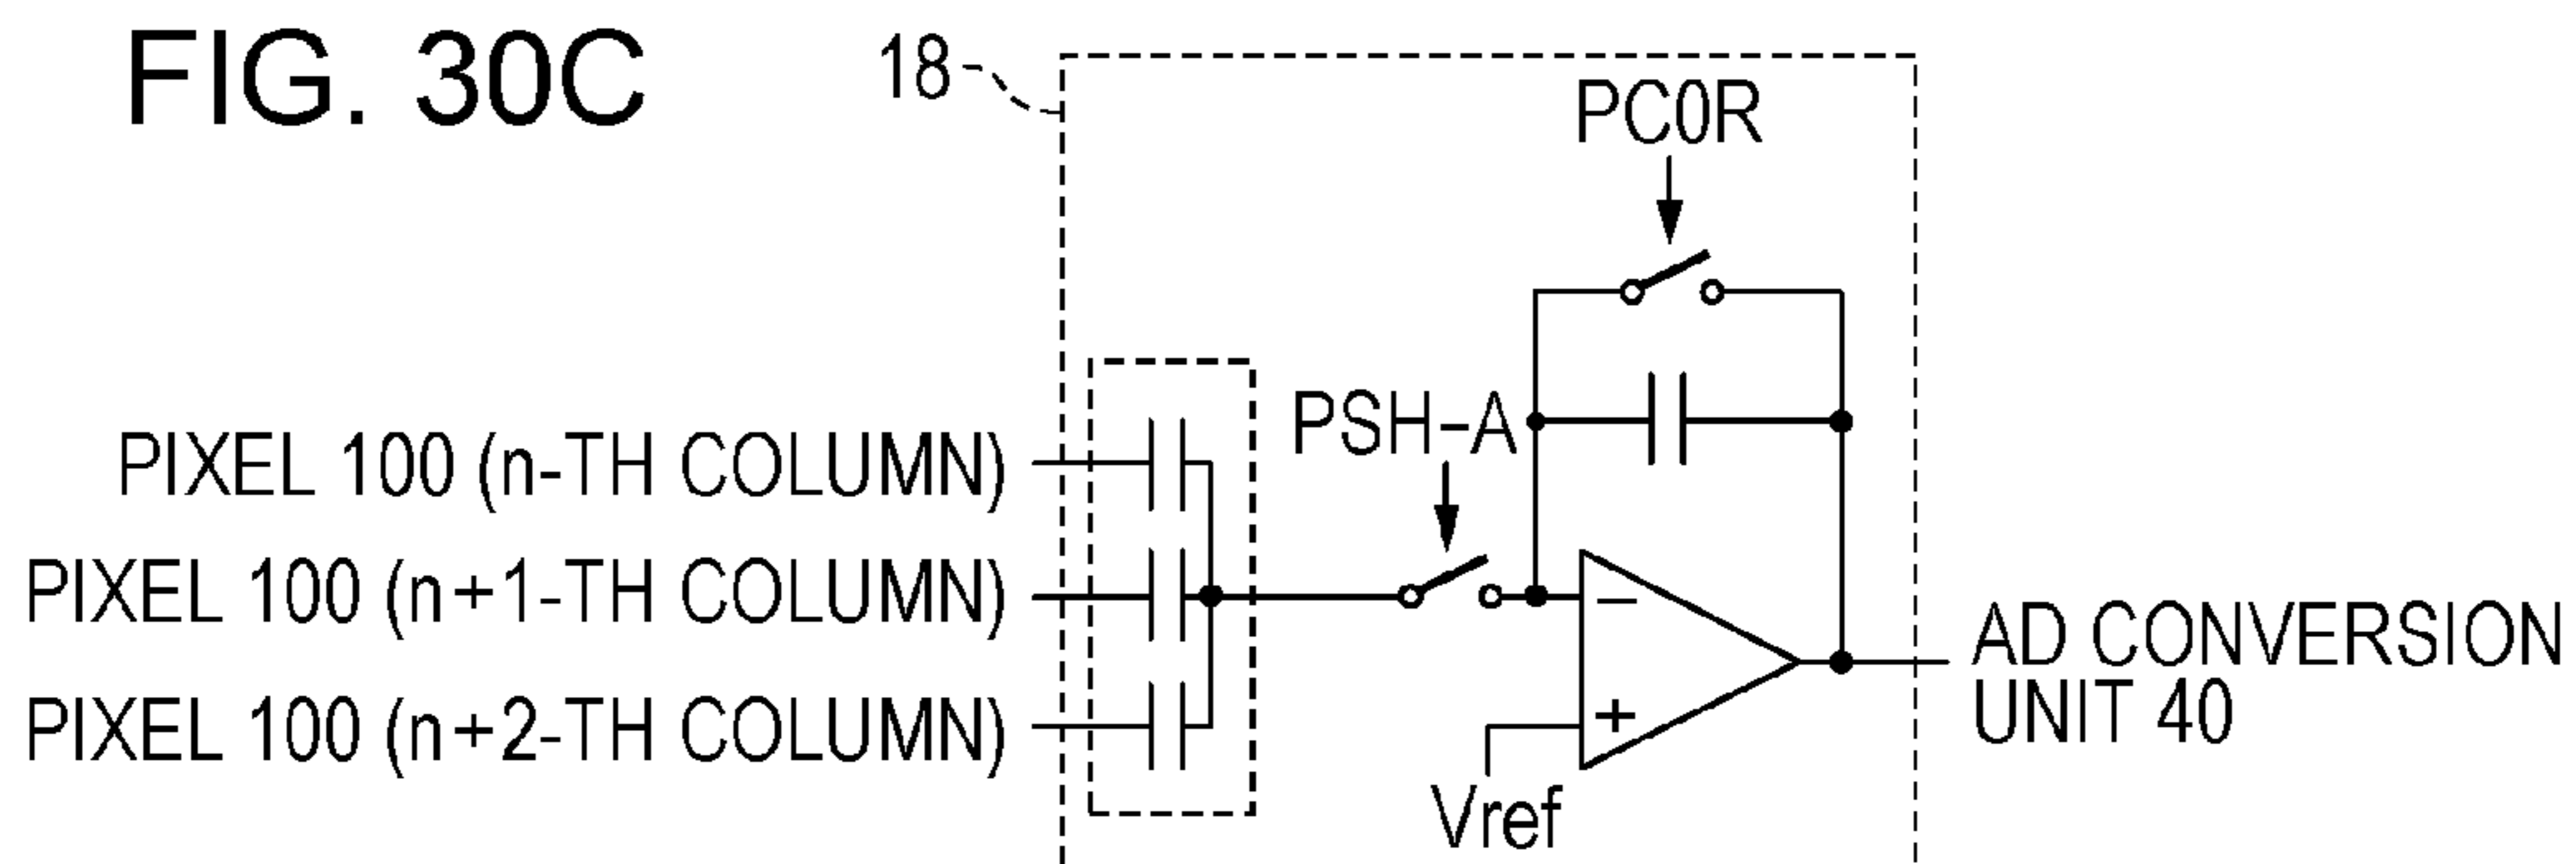 FIG. 30C
18
PC0R
PSH-A
PIXEL 100 (n-TH COLUMN)
PIXEL 100 (n+1-TH COLUMN)
PIXEL 100 (n+2-TH COLUMN)
−
+
Vref
AD CONVERSION
UNIT 40